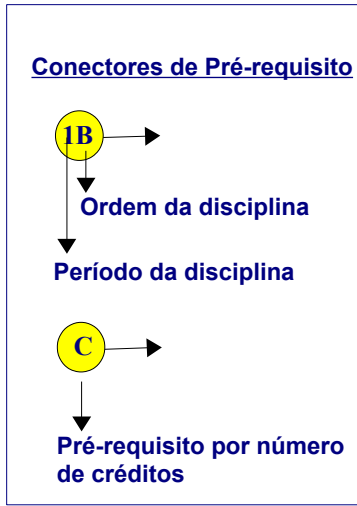 Conectores de Pré-requisito
1B
Ordem da disciplina
Período da disciplina
C
Pré-requisito por número
de créditos